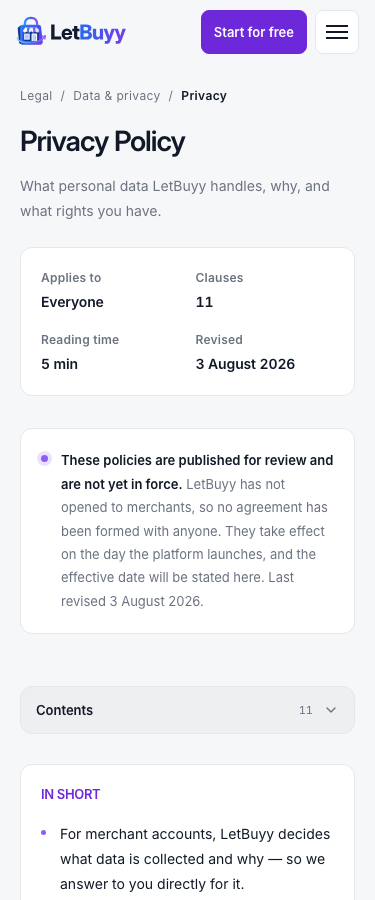 LetBuyy
Start for free
Legal / Data & privacy / Privacy
Privacy Policy
What personal data LetBuyy handles, why, and
what rights you have.
Applies to
Everyone
Clauses
11
Reading time
5 min
Revised
3 August 2026
These policies are published for review and
are not yet in force. LetBuyy has not
opened to merchants, so no agreement has
been formed with anyone. They take effect
on the day the platform launches, and the
effective date will be stated here. Last
revised 3 August 2026.
Contents 11
IN SHORT
For merchant accounts, LetBuyy decides
what data is collected and why — so we
answer to you directly for it.